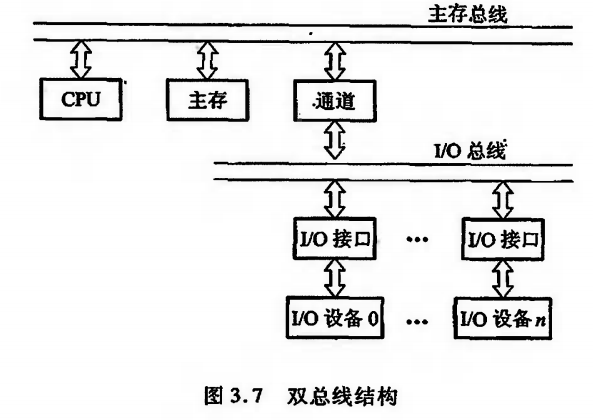 主存总线
CPU
主存
通道
I/O 总线
I/O 接口
...
I/O 接口
I/O 设备 0
...
I/O 设备 n
图 3.7 双总线结构